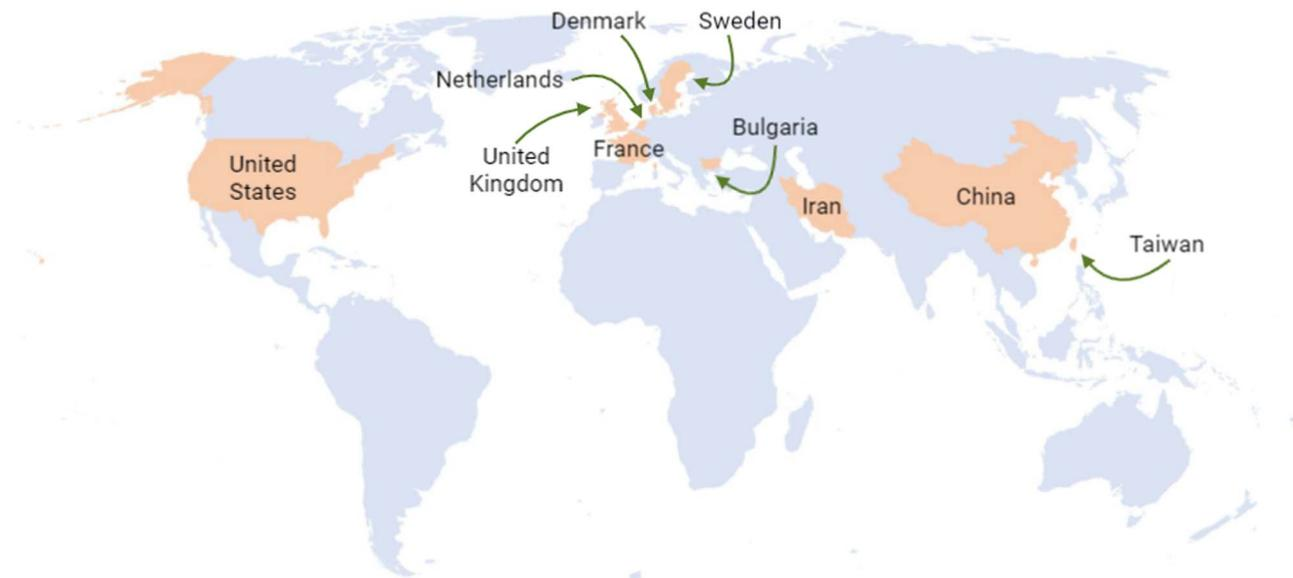 Denmark
Sweden
Netherlands
Bulgaria
United
Kingdom
France
United
States
Iran
China
Taiwan